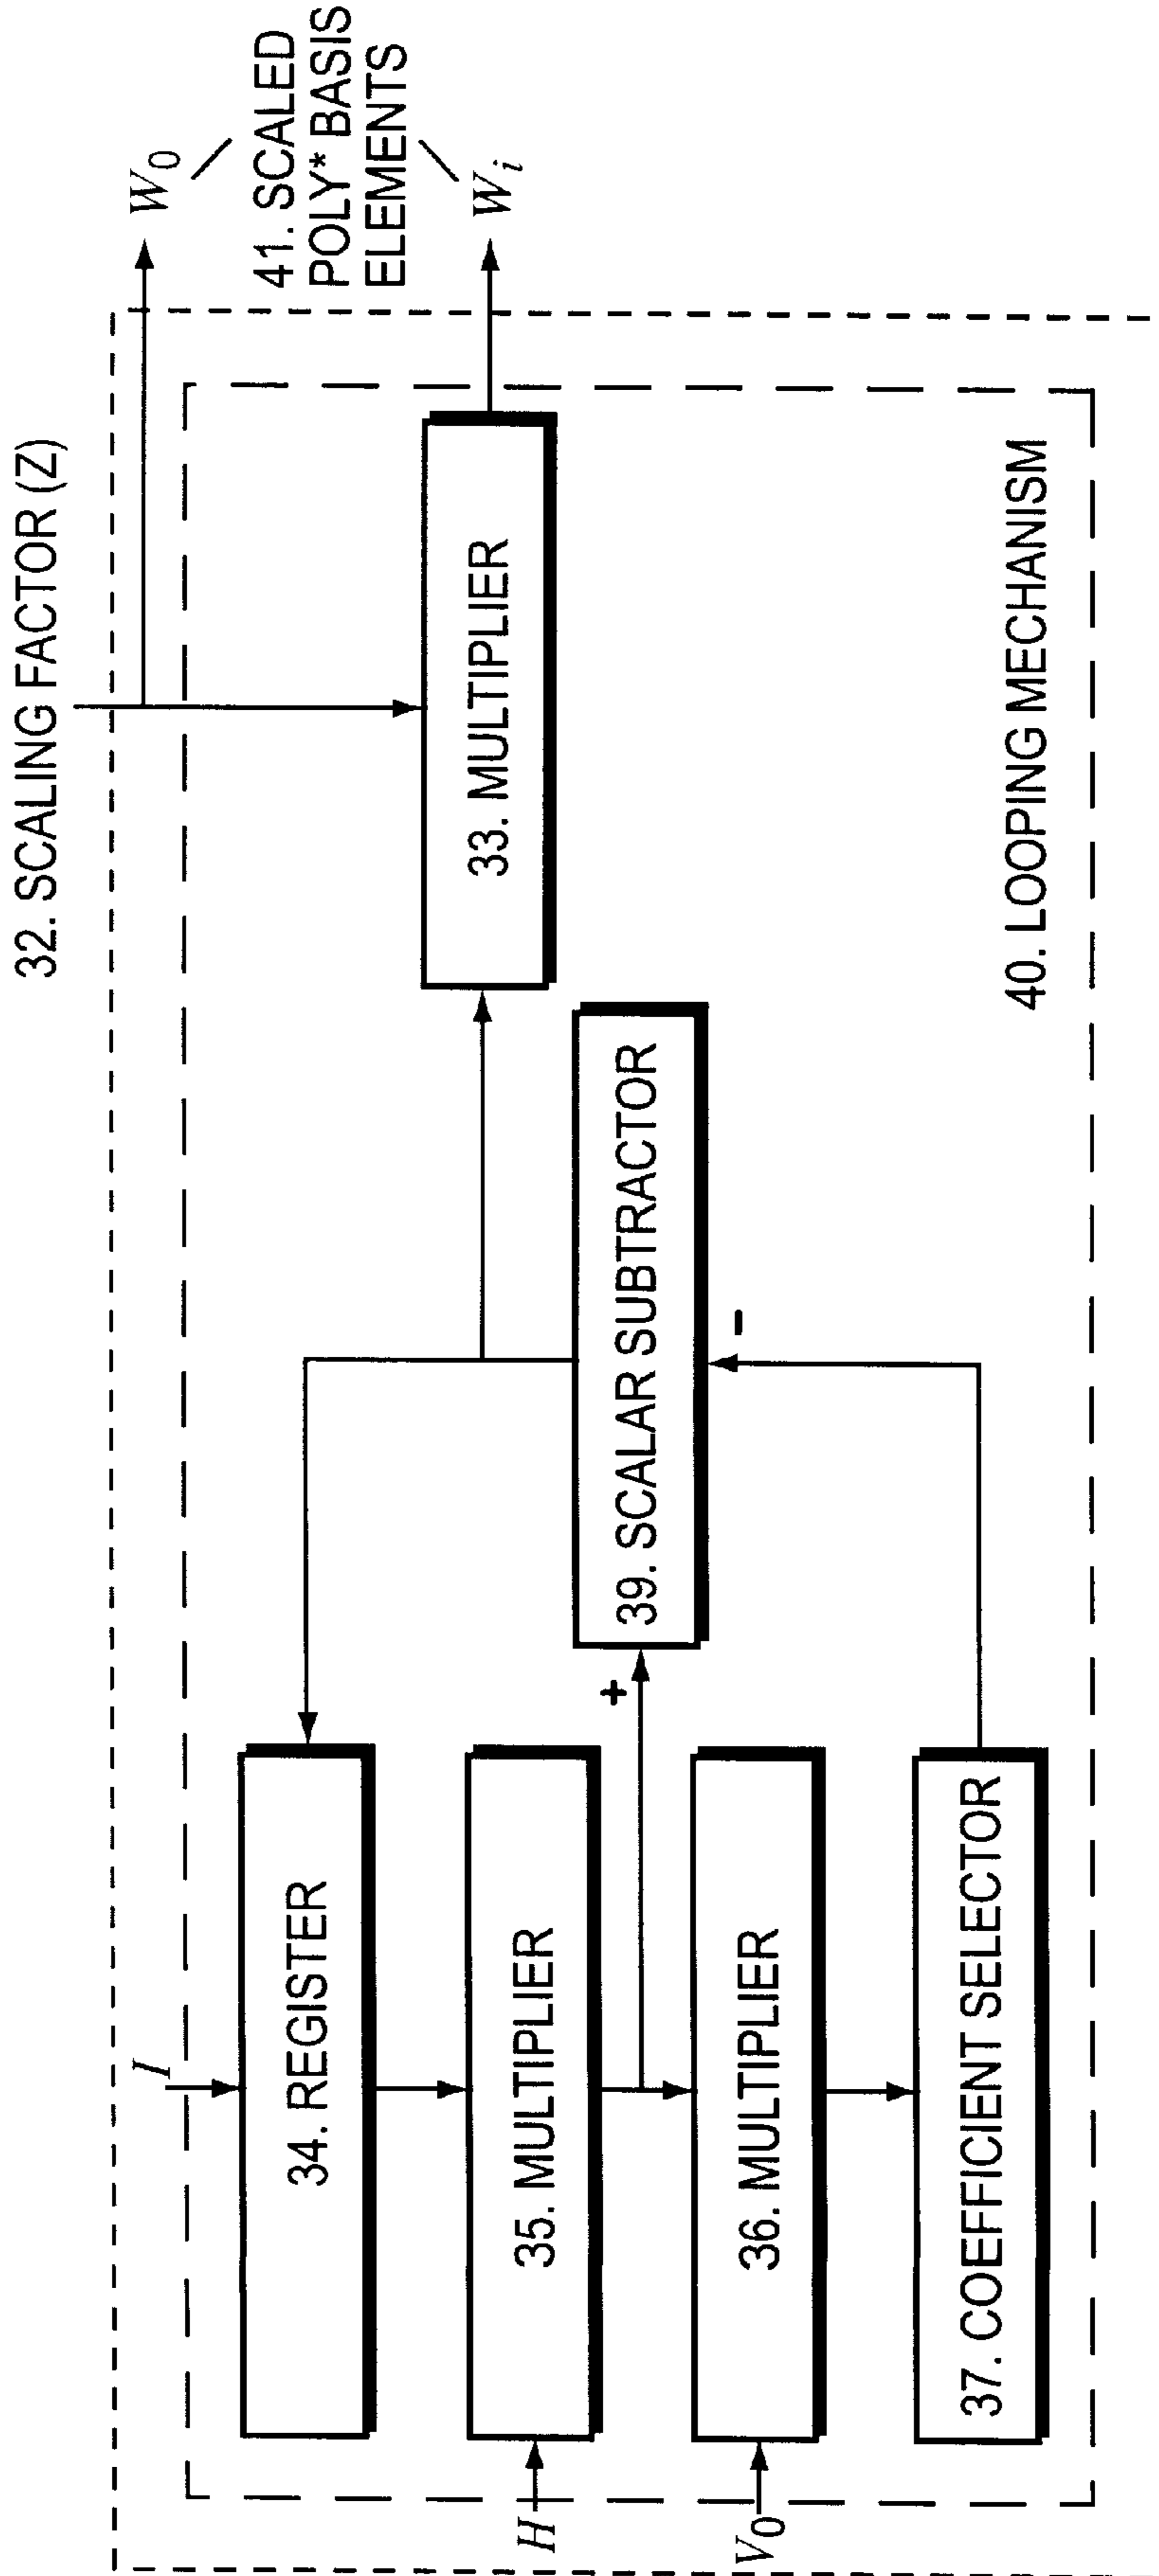 32. SCALING FACTOR (Z)
W0
41. SCALED
POLY* BASIS
ELEMENTS
Wi
I
34. REGISTER
H
35. MULTIPLIER
33. MULTIPLIER
+
39. SCALAR SUBTRACTOR
-
V0
36. MULTIPLIER
37. COEFFICIENT SELECTOR
40. LOOPING MECHANISM